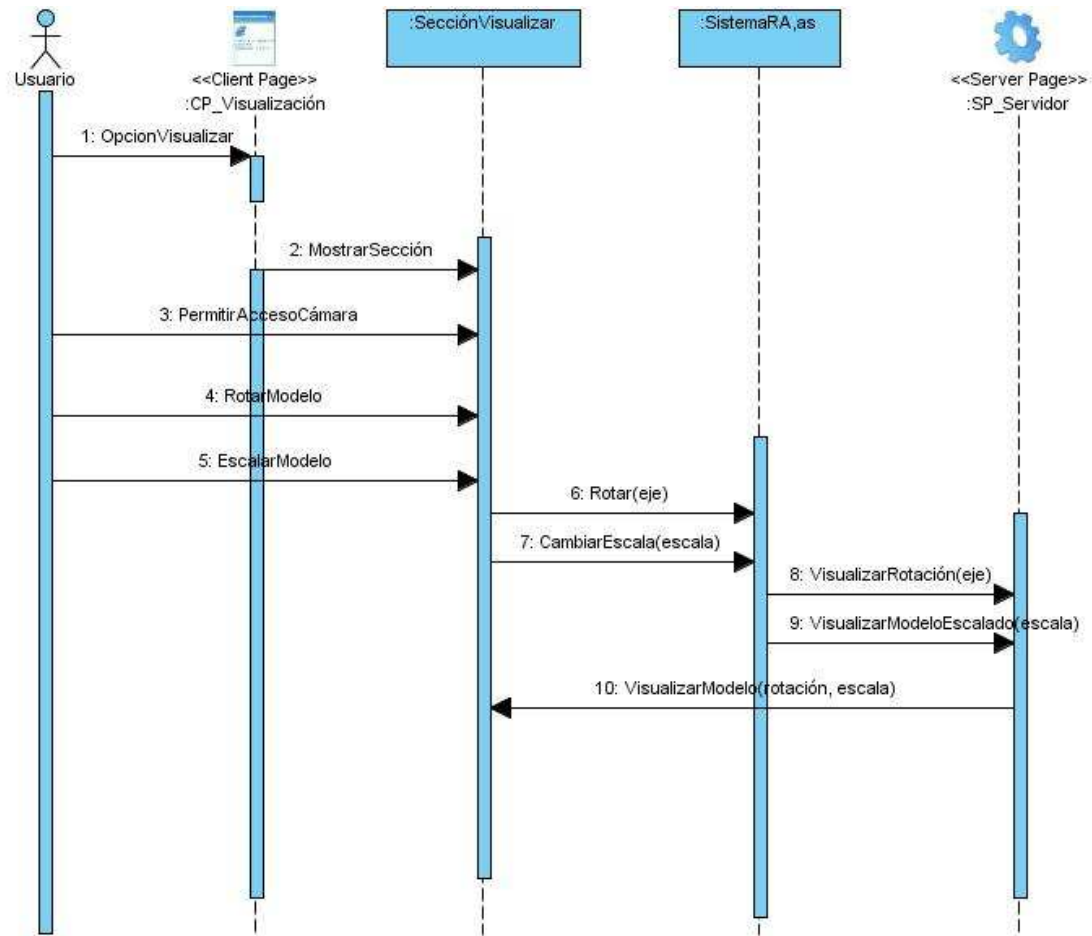 Usuario
<<Client Page>>
:CP_Visualización
:SecciónVisualizar
:SistemaRA,as
<<Server Page>>
:SP_Servidor
1: OpcionVisualizar
2: MostrarSección
3: PermitirAccesoCámara
4: RotarModelo
5: EscalarModelo
6: Rotar(eje)
7: CambiarEscala(escala)
8: VisualizarRotación(eje)
9: VisualizarModeloEscalado(escala)
10: VisualizarModelo(rotación, escala)